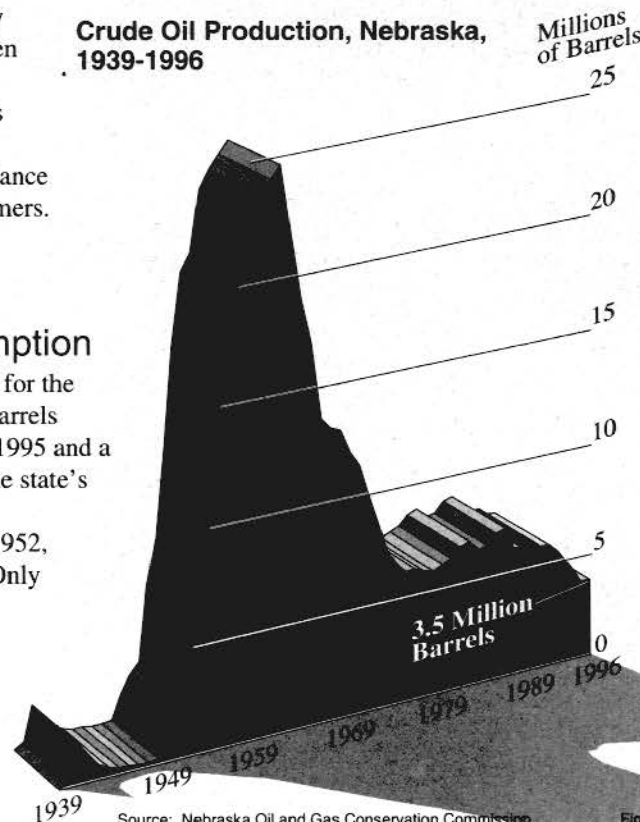 en
Crude Oil Production, Nebraska,
1939-1996
Millions
of Barrels
25
ance
mers.
20
15
mption
for the
arrels
1995 and a
e state's
10
952,
Only
5
3.5 Million
Barrels
0
1939
1949
1959
1969
1979
1989
1996
Source: Nebraska Oil and Gas Conservation Commission